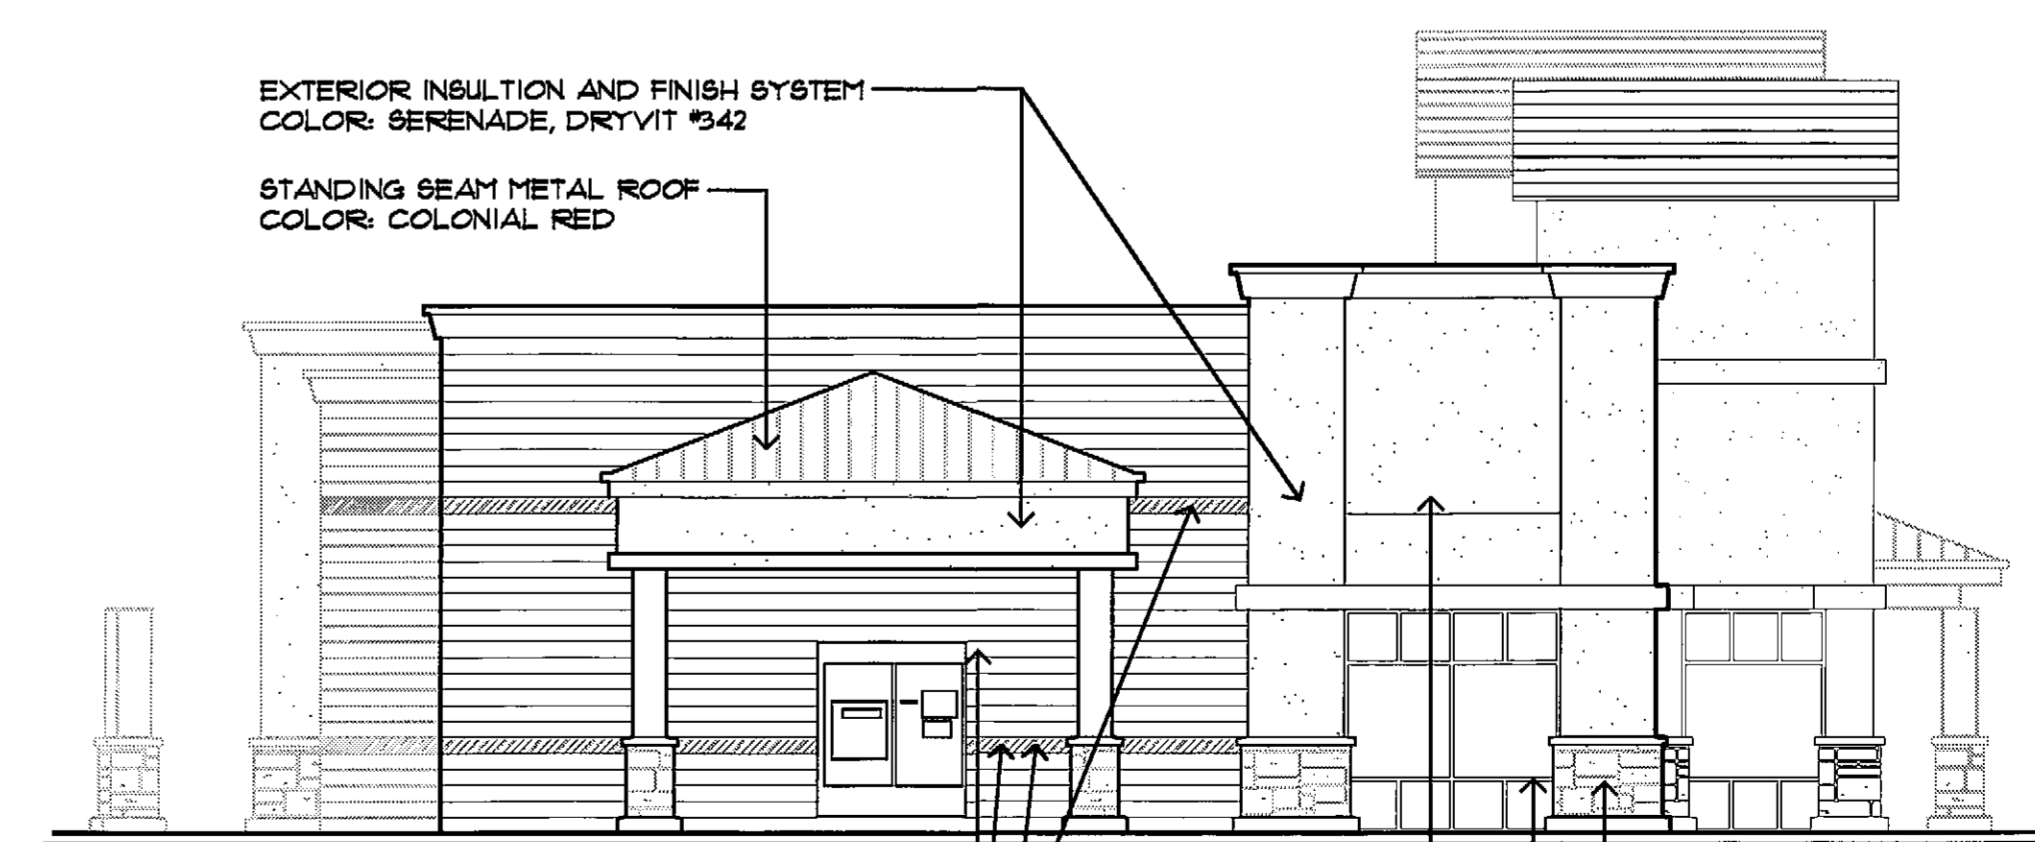 EXTERIOR INSULTION AND FINISH SYSTEM
COLOR: SERENADE, DRYVIT #342
STANDING SEAM METAL ROOF
COLOR: COLONIAL RED